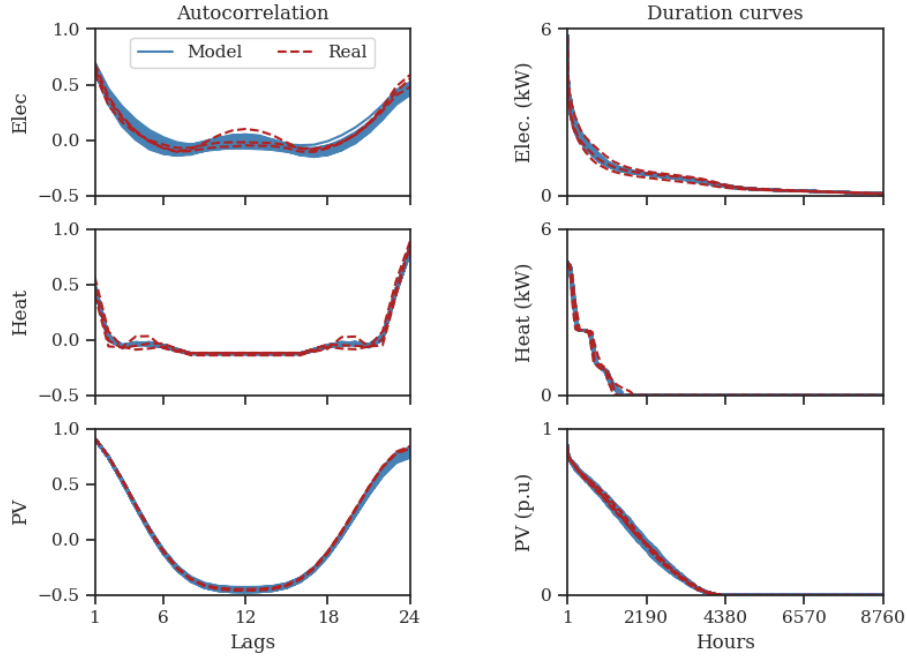 Autocorrelation
Duration curves
1.0
0.5
0.0
−0.5
Elec
Model
Real
6
0
Elec. (kW)
1.0
0.5
0.0
−0.5
Heat
6
0
Heat (kW)
1.0
0.5
0.0
−0.5
PV
1 6 12 18 24
Lags
1
0
PV (p.u)
1 2190 4380 6570 8760
Hours